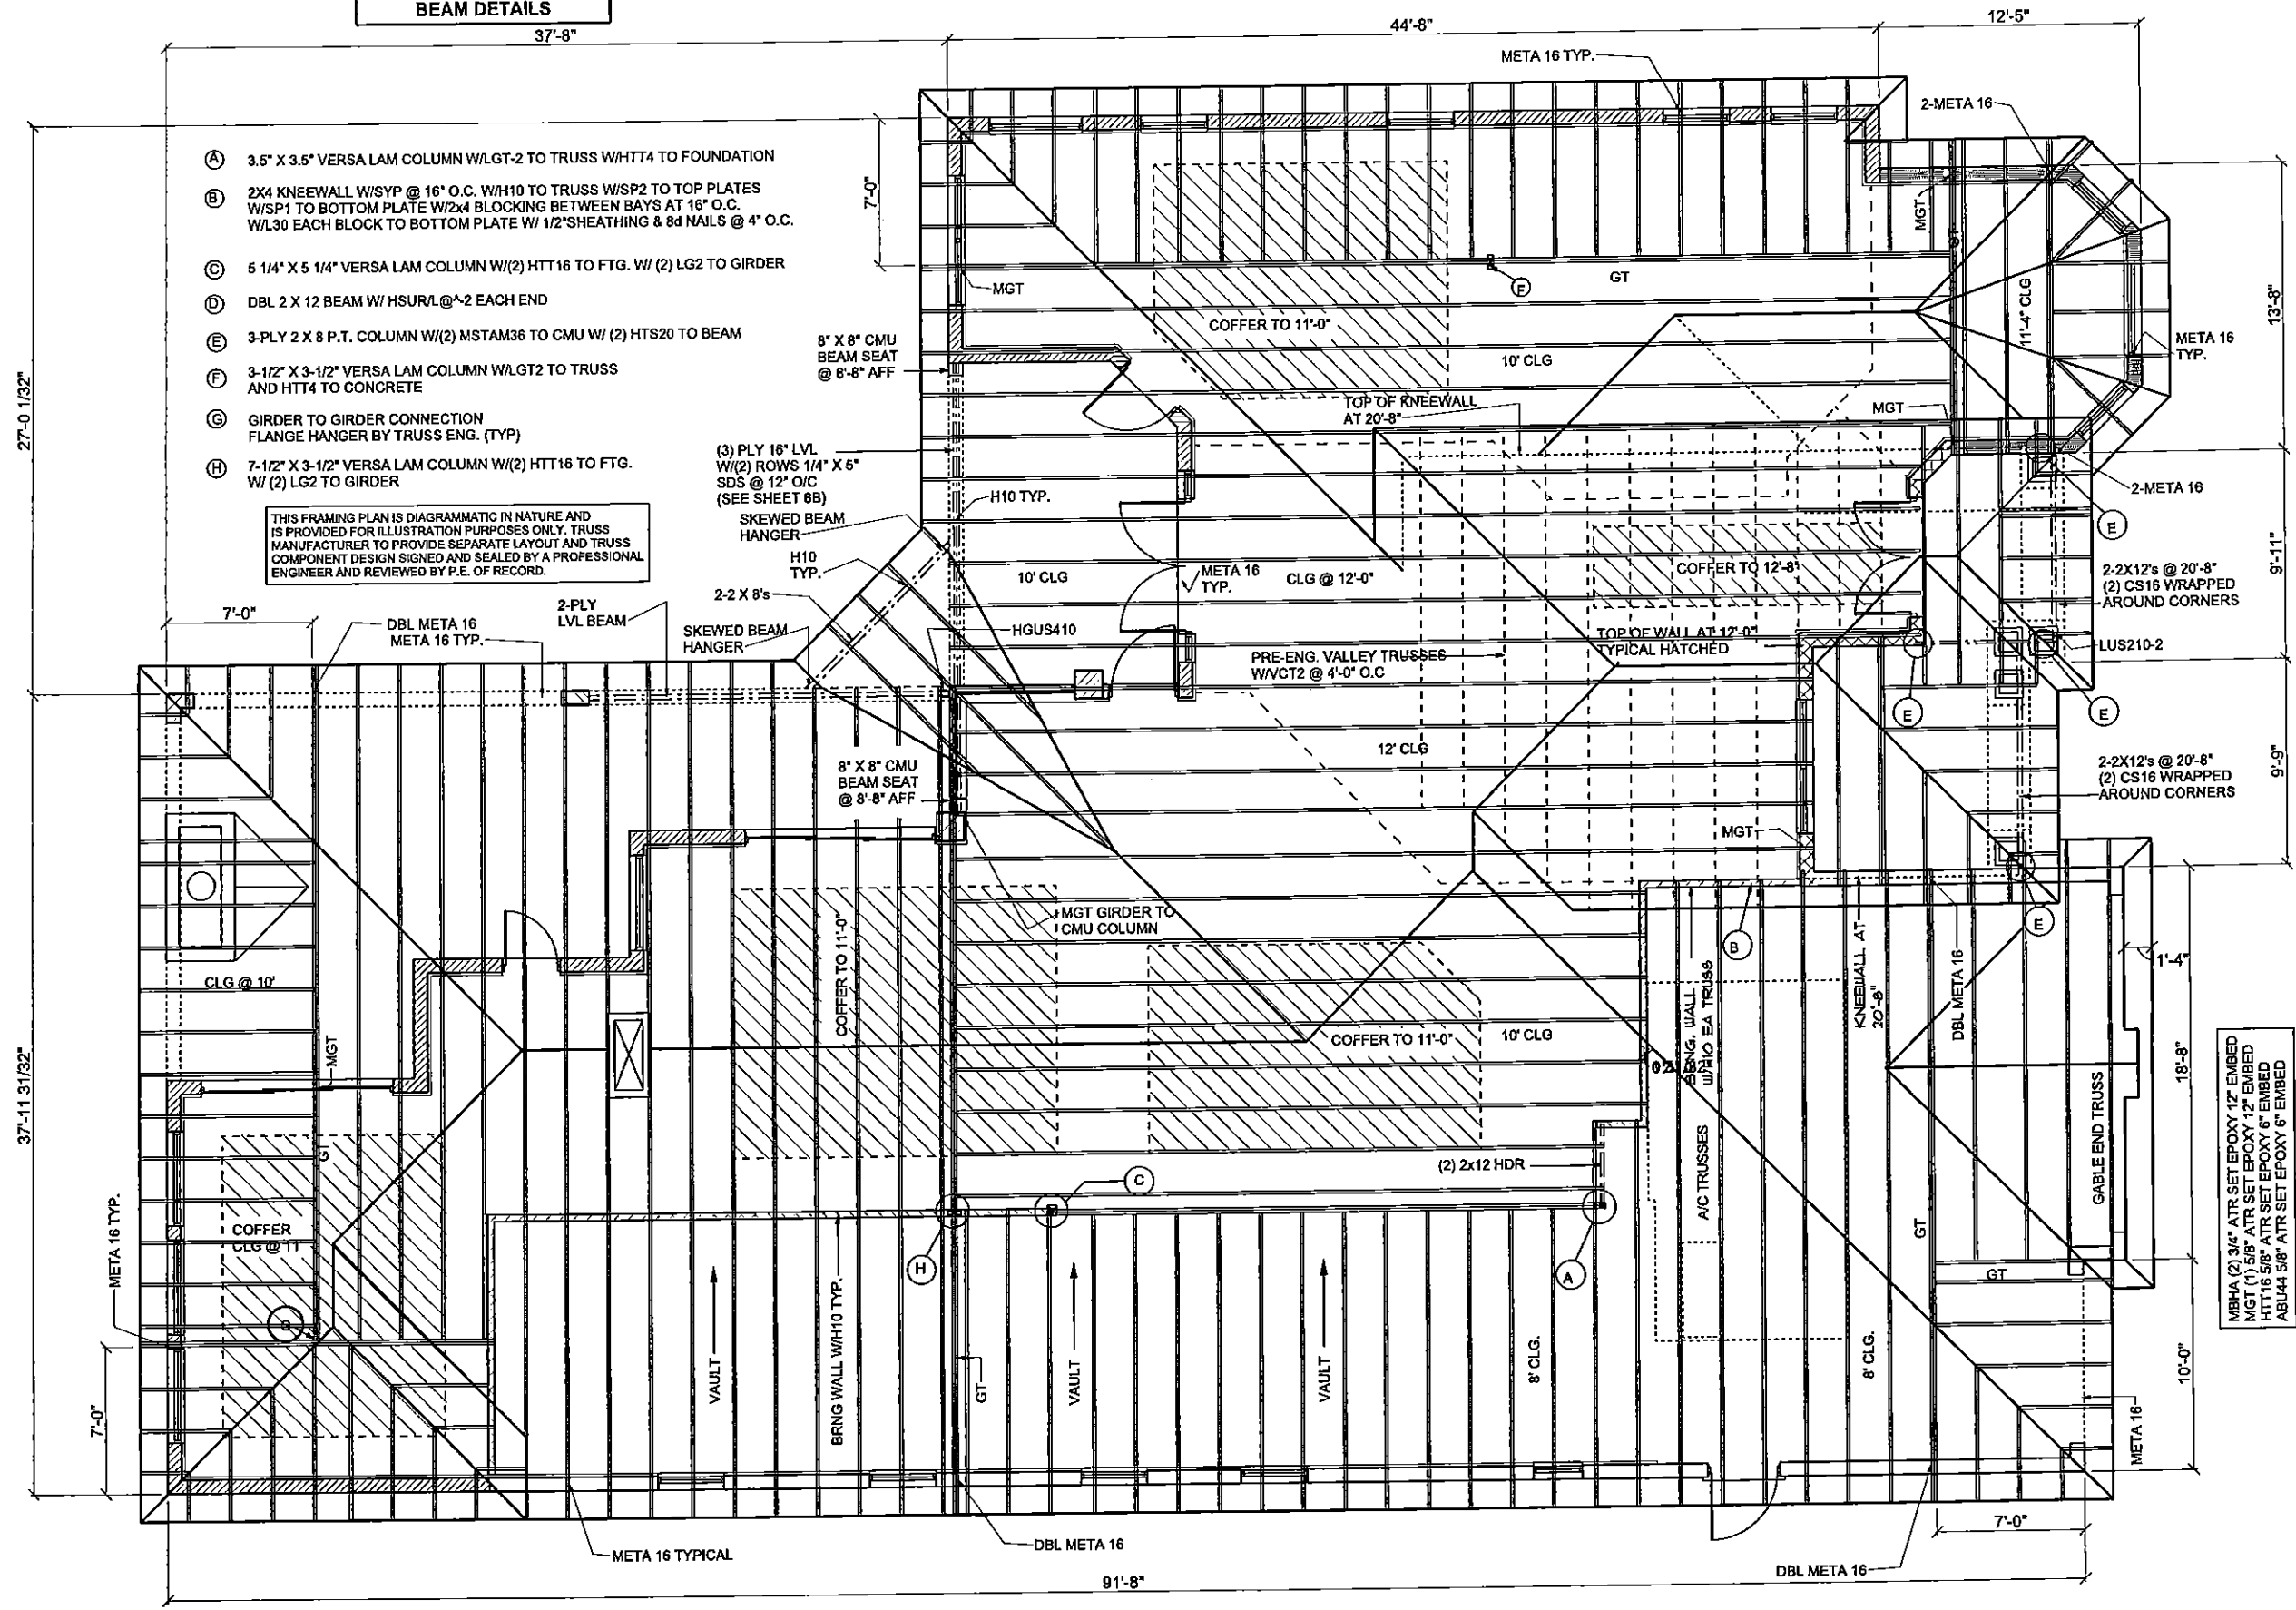 BEAM DETAILS
37'-8"
44'-8"
12'-5"
META 16 TYP.
2-META 16
A 3.5" X 3.5" VERSA LAM COLUMN W/LGT-2 TO TRUSS W/HTT4 TO FOUNDATION
B 2X4 KNEEWALL W/SYP @ 16" O.C. W/H10 TO TRUSS W/SP2 TO TOP PLATES
W/SP1 TO BOTTOM PLATE W/2x4 BLOCKING BETWEEN BAYS AT 16" O.C.
W/L30 EACH BLOCK TO BOTTOM PLATE W/ 1/2"SHEATHING & 8d NAILS @ 4" O.C.
C 5 1/4" X 5 1/4" VERSA LAM COLUMN W/(2) HTT16 TO FTG. W/ (2) LG2 TO GIRDER
D DBL 2 X 12 BEAM W/ HSUR/L@^-2 EACH END
E 3-PLY 2 X 8 P.T. COLUMN W/(2) MSTAM36 TO CMU W/ (2) HTS20 TO BEAM
F 3-1/2" X 3-1/2" VERSA LAM COLUMN W/LGT2 TO TRUSS
AND HTT4 TO CONCRETE
G GIRDER TO GIRDER CONNECTION
FLANGE HANGER BY TRUSS ENG. (TYP)
H 7-1/2" X 3-1/2" VERSA LAM COLUMN W/(2) HTT16 TO FTG.
W/ (2) LG2 TO GIRDER
THIS FRAMING PLAN IS DIAGRAMMATIC IN NATURE AND
IS PROVIDED FOR ILLUSTRATION PURPOSES ONLY. TRUSS
MANUFACTURER TO PROVIDE SEPARATE LAYOUT AND TRUSS
COMPONENT DESIGN SIGNED AND SEALED BY A PROFESSIONAL
ENGINEER AND REVIEWED BY P.E. OF RECORD.
27'-0 1/32"
7'-0"
MGT
MGT
GT
GT
F
COFFER TO 11'-0"
10' CLG
11'-4" CLG
13'-8"
META 16
TYP.
8" X 8" CMU
BEAM SEAT
@ 8'-8" AFF
TOP OF KNEEWALL
AT 20'-8"
MGT
(3) PLY 16" LVL
W/(2) ROWS 1/4" X 5"
SDS @ 12" O/C
(SEE SHEET 6B)
H10 TYP.
SKEWED BEAM
HANGER
H10
TYP.
2-META 16
E
9'-11"
10' CLG
META 16
TYP.
CLG @ 12'-0"
COFFER TO 12'-8"
2-2X12's @ 20'-8"
(2) CS16 WRAPPED
AROUND CORNERS
2-2 X 8's
2-PLY
LVL BEAM
7'-0"
DBL META 16
META 16 TYP.
SKEWED BEAM
HANGER
HGUS410
TOP OF WALL AT 12'-0"
TYPICAL HATCHED
LUS210-2
PRE-ENG. VALLEY TRUSSES
W/VCT2 @ 4'-0" O.C
E
E
12' CLG
8" X 8" CMU
BEAM SEAT
@ 8'-8" AFF
2-2X12's @ 20'-8"
(2) CS16 WRAPPED
AROUND CORNERS
9'-9"
MGT
MGT GIRDER TO
CMU COLUMN
E
B
1'-4"
CLG @ 10'
COFFER TO 11'-0"
BRNG. WALL
W/H10 EA TRUSS
KNEEWALL AT
20'-8"
DBL META 16
COFFER TO 11'-0"
10' CLG
MGT
37'-11 31/32"
18'-8"
GABLE END TRUSS
MBHA (2) 3/4" ATR SET EPOXY 12" EMBED
MGT (1) 5/8" ATR SET EPOXY 12" EMBED
HTT16 5/8" ATR SET EPOXY 6" EMBED
ABU44 5/8" ATR SET EPOXY 6" EMBED
GT
(2) 2x12 HDR
A/C TRUSSES
C
META 16 TYP.
COFFER
CLG @ 11
H
A
GT
GT
G
VAULT
BRNG WALL W/H10 TYP.
GT
VAULT
VAULT
8' CLG.
8' CLG.
10'-0"
7'-0"
META 16
7'-0"
META 16 TYPICAL
DBL META 16
DBL META 16
91'-8"